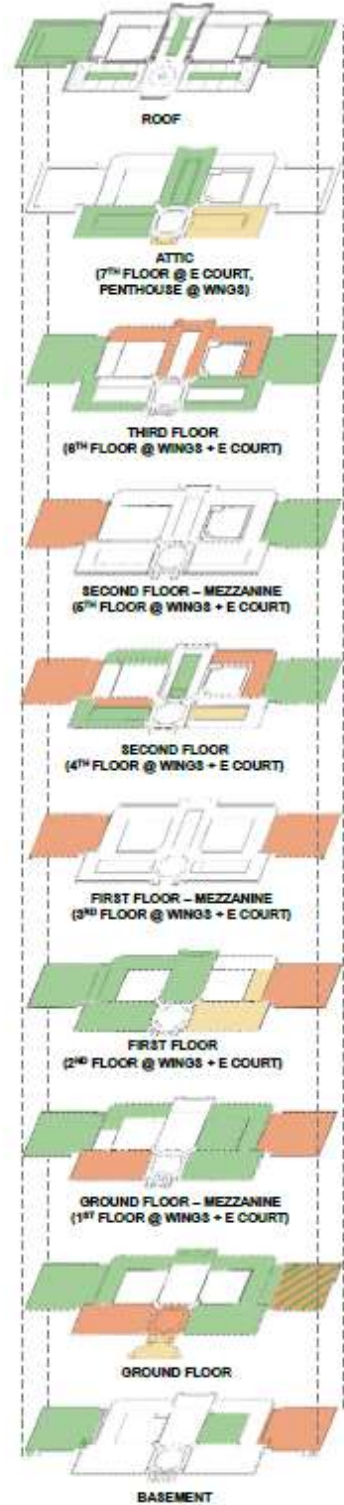 ROOF
ATTIC
(7TH FLOOR @ E COURT,
PENTHOUSE @ WNGS)
THIRD FLOOR
(6TH FLOOR @ WINGS + E COURT)
SECOND FLOOR – MEZZANINE
(5TH FLOOR @ WINGS + E COURT)
SECOND FLOOR
(4TH FLOOR @ WINGS + E COURT)
FIRST FLOOR – MEZZANINE
(3RD FLOOR @ WINGS + E COURT)
FIRST FLOOR
(2ND FLOOR @ WINGS + E COURT)
GROUND FLOOR – MEZZANINE
(1ST FLOOR @ WINGS + E COURT)
GROUND FLOOR
BASEMENT